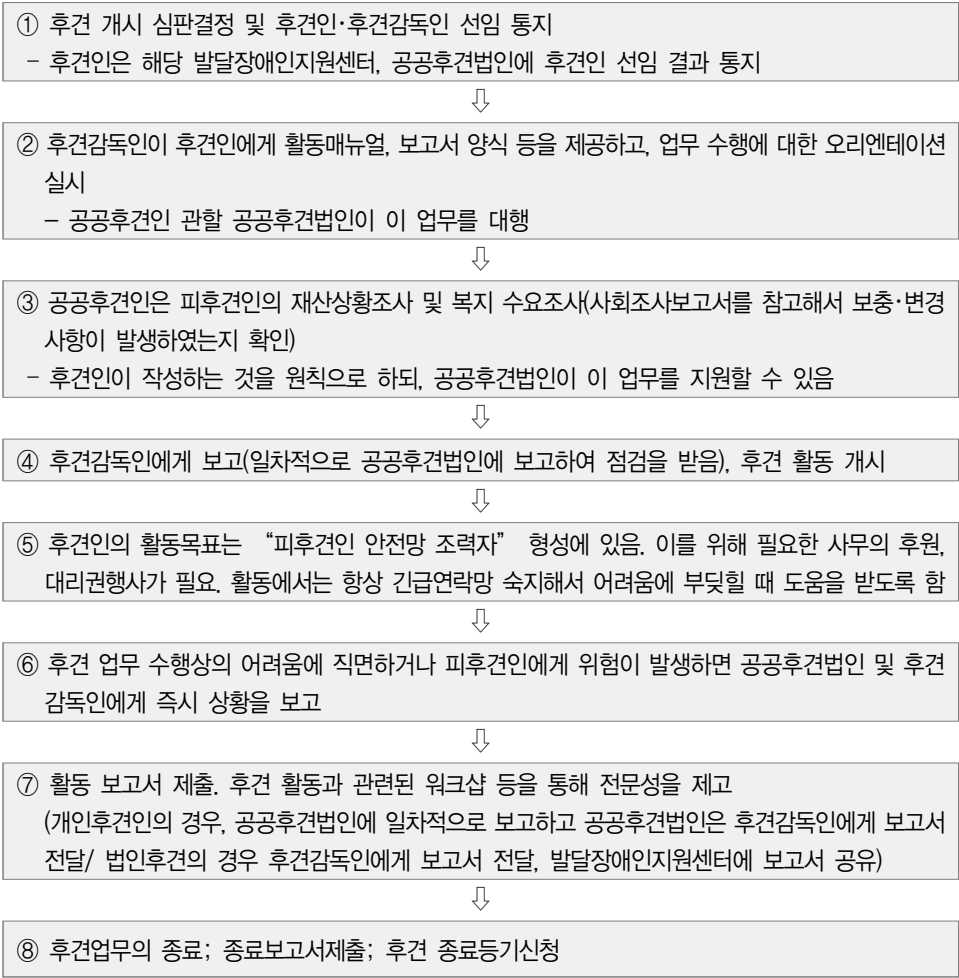 ① 후견 개시 심판결정 및 후견인·후견감독인 선임 통지
- 후견인은 해당 발달장애인지원센터, 공공후견법인에 후견인 선임 결과 통지
⇩
② 후견감독인이 후견인에게 활동매뉴얼, 보고서 양식 등을 제공하고, 업무 수행에 대한 오리엔테이션
실시
– 공공후견인 관할 공공후견법인이 이 업무를 대행
⇩
③ 공공후견인은 피후견인의 재산상황조사 및 복지 수요조사(사회조사보고서를 참고해서 보충·변경
사항이 발생하였는지 확인)
- 후견인이 작성하는 것을 원칙으로 하되, 공공후견법인이 이 업무를 지원할 수 있음
⇩
④ 후견감독인에게 보고(일차적으로 공공후견법인에 보고하여 점검을 받음), 후견 활동 개시
⇩
⑤ 후견인의 활동목표는 “피후견인 안전망 조력자” 형성에 있음. 이를 위해 필요한 사무의 후원,
대리권행사가 필요. 활동에서는 항상 긴급연락망 숙지해서 어려움에 부딪힐 때 도움을 받도록 함
⇩
⑥ 후견 업무 수행상의 어려움에 직면하거나 피후견인에게 위험이 발생하면 공공후견법인 및 후견
감독인에게 즉시 상황을 보고
⇩
⑦ 활동 보고서 제출. 후견 활동과 관련된 워크샵 등을 통해 전문성을 제고
(개인후견인의 경우, 공공후견법인에 일차적으로 보고하고 공공후견법인은 후견감독인에게 보고서
전달/ 법인후견의 경우 후견감독인에게 보고서 전달, 발달장애인지원센터에 보고서 공유)
⇩
⑧ 후견업무의 종료; 종료보고서제출; 후견 종료등기신청